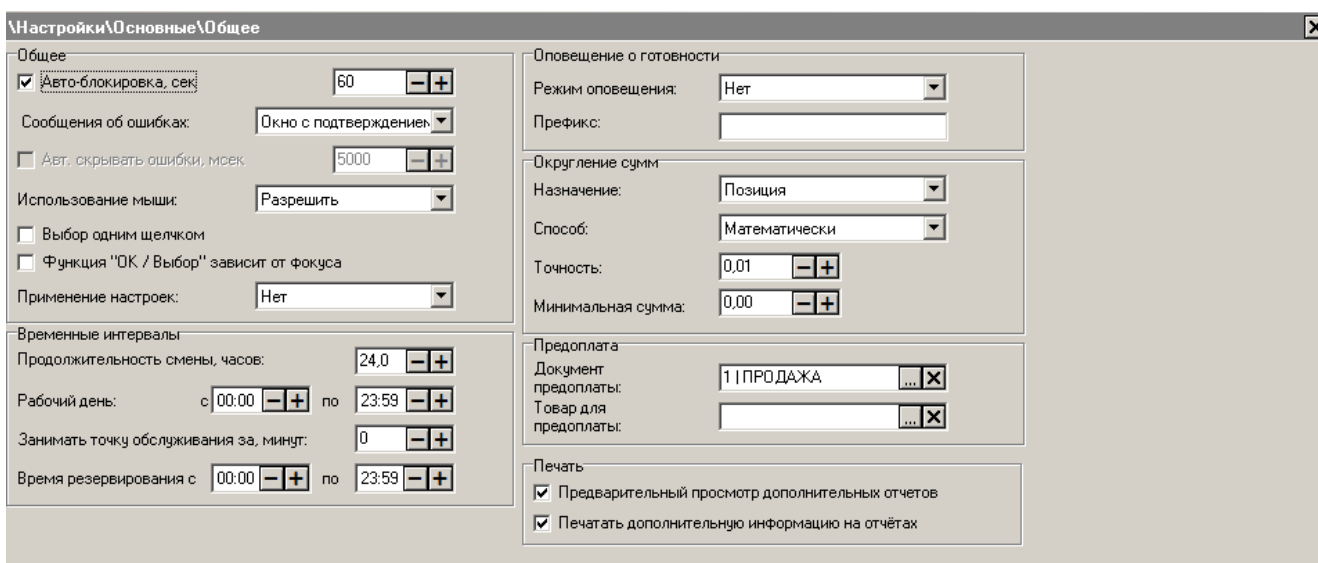 \Настройки\Основные\Общее
Общее
Авто-блокировка, сек
60
Сообщения об ошибках:
Окно с подтверждением
Авт. скрывать ошибки, мсек
5000
Использование мыши:
Разрешить
Выбор одним щелчком
Функция "ОК / Выбор" зависит от фокуса
Применение настроек:
Нет
Временные интервалы
Продолжительность смены, часов:
24,0
Рабочий день: с 00:00 по 23:59
Занимать точку обслуживания за, минут:
0
Время резервирования с 00:00 по 23:59
Оповещение о готовности
Режим оповещения:
Нет
Префикс:
Округление сумм
Назначение:
Позиция
Способ:
Математически
Точность:
0,01
Минимальная сумма:
0,00
Предоплата
Документ
предоплаты:
1 | ПРОДАЖА
...
Товар для
предоплаты:
...
Печать
Предварительный просмотр дополнительных отчетов
Печатать дополнительную информацию на отчётах